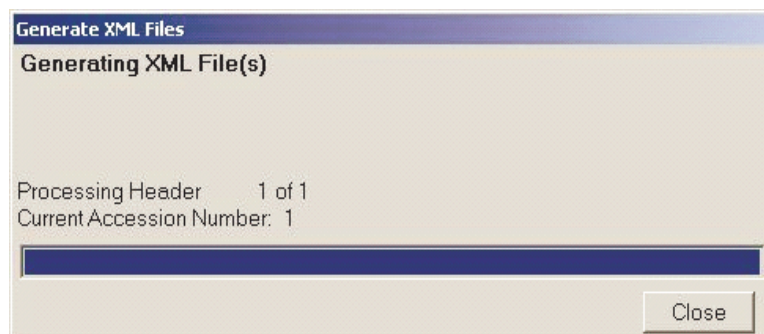 Generate XML Files
Generating XML File(s)
Processing Header 1 of 1
Current Accession Number: 1
Close